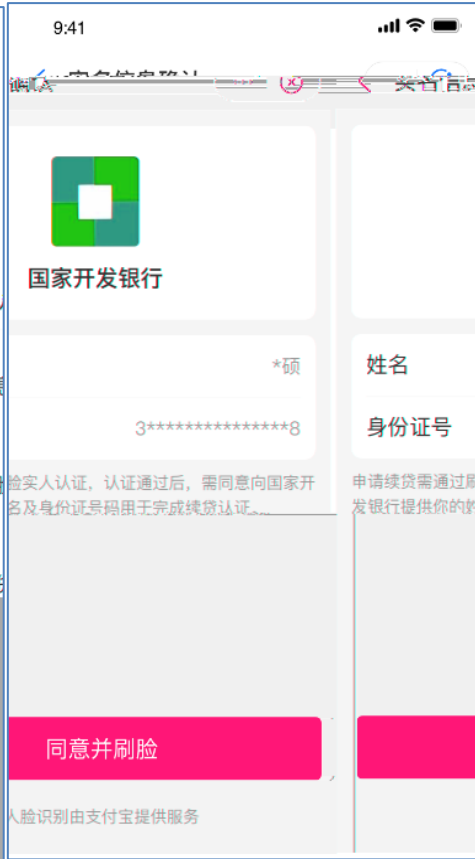 9:41
国家开发银行
*硕
姓名
3***************8
身份证号
脸实人认证，认证通过后，需同意向国家开
申请续贷需通过刷
名及身份证号码用于完成续贷认证。
发银行提供你的姓
同意并刷脸
人脸识别由支付宝提供服务